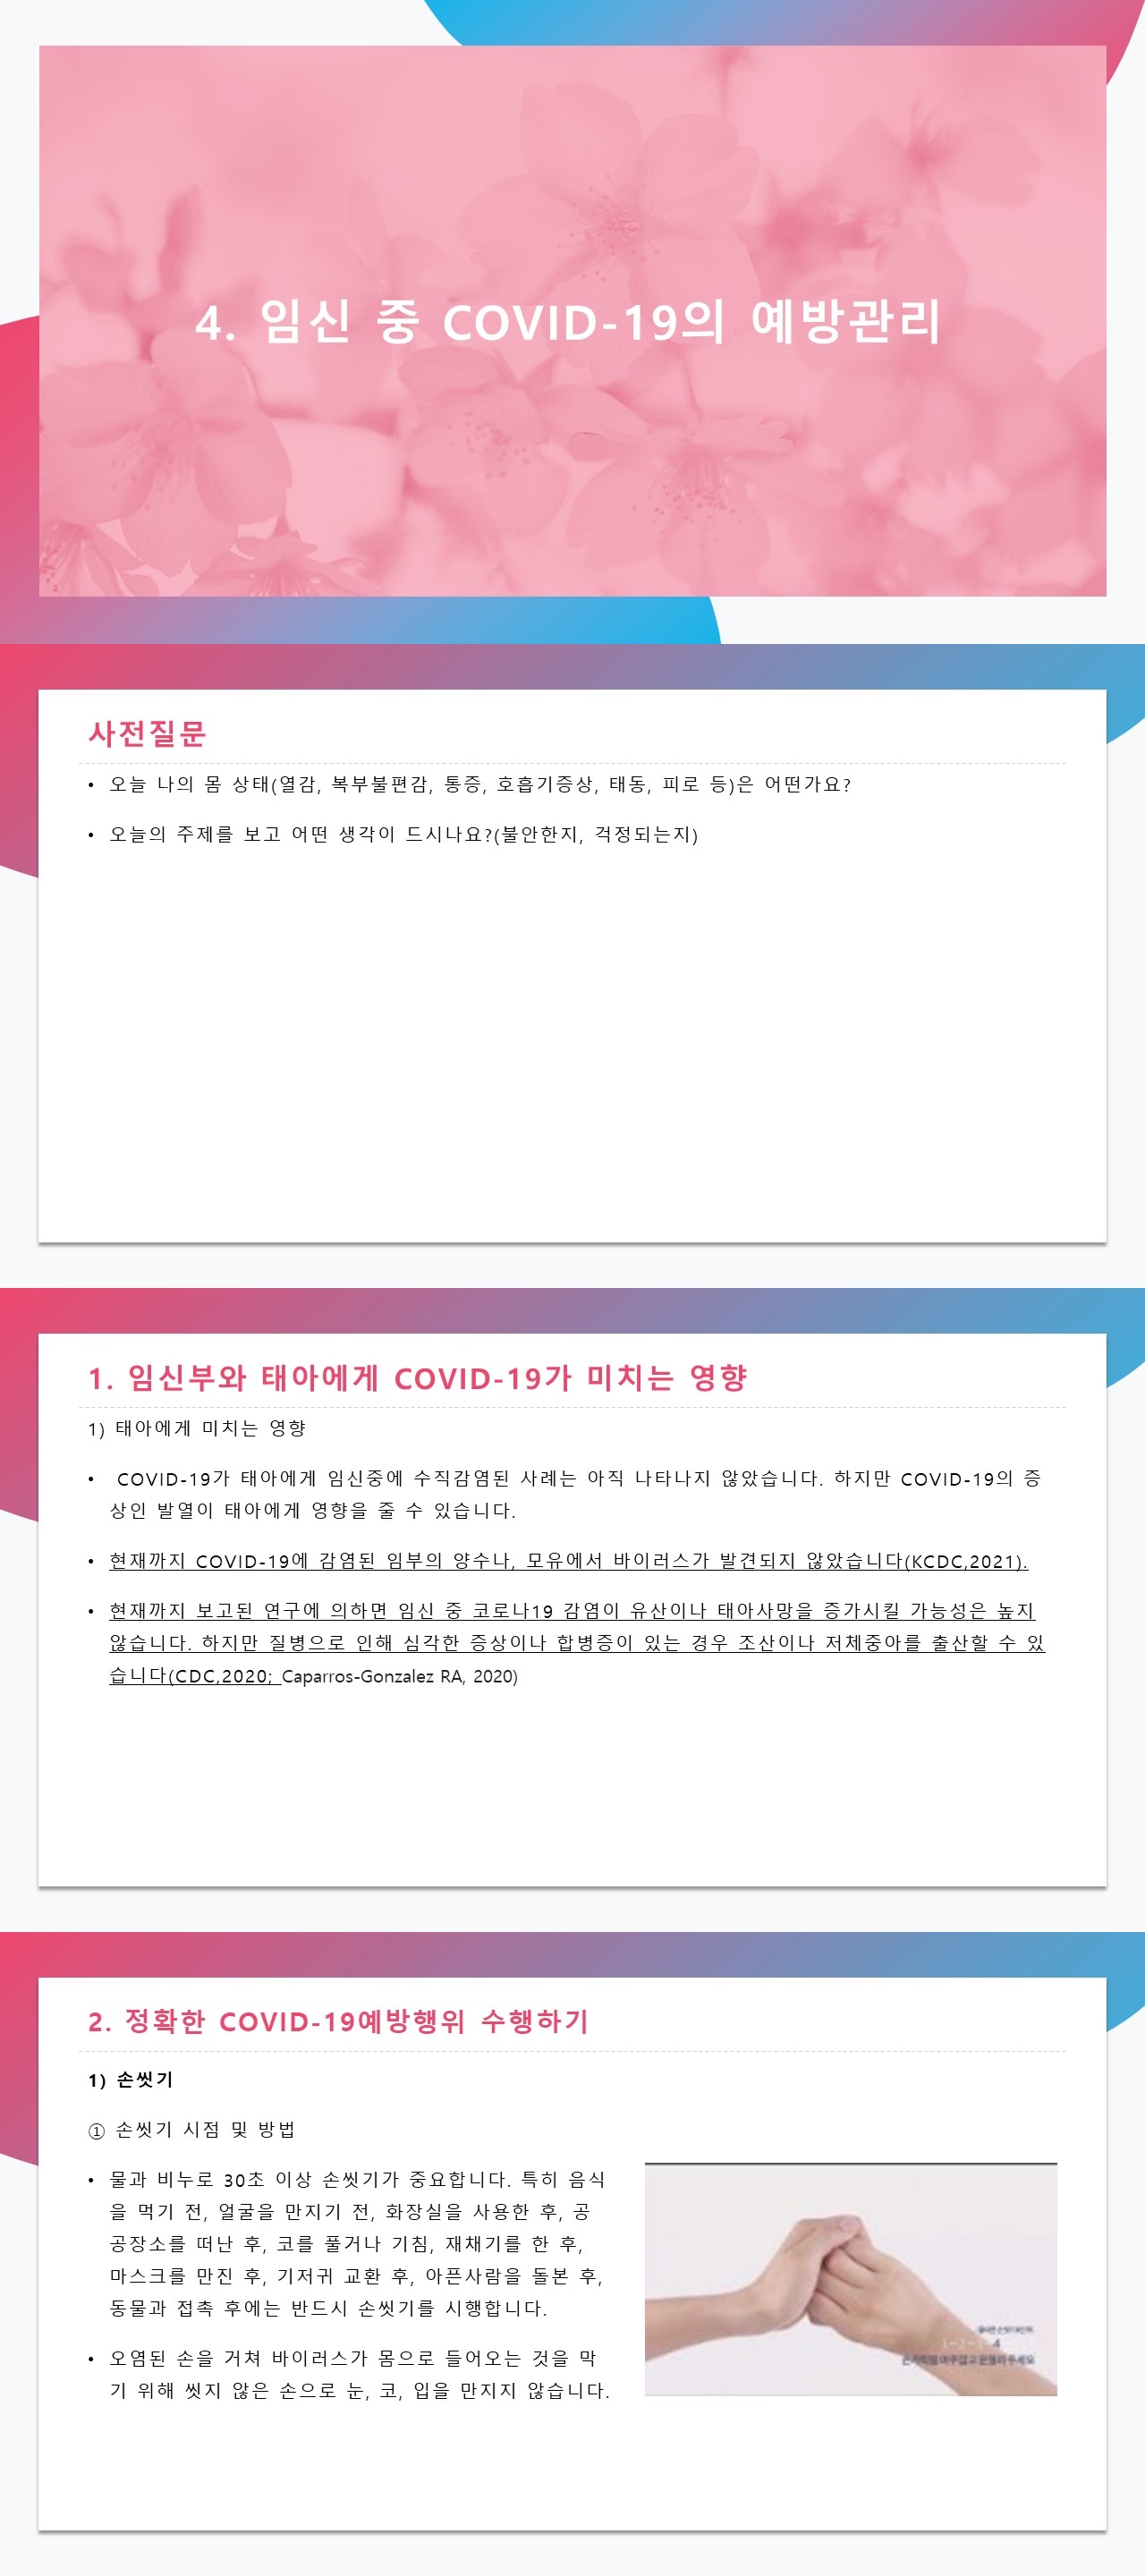 4. 임신 중 COVID-19의 예방관리
사전질문
• 오늘 나의 몸 상태(열감, 복부불편감, 통증, 호흡기증상, 태동, 피로 등)은 어떤가요?
• 오늘의 주제를 보고 어떤 생각이 드시나요?(불안한지, 걱정되는지)
1. 임신부와 태아에게 COVID-19가 미치는 영향
1) 태아에게 미치는 영향
• COVID-19가 태아에게 임신중에 수직감염된 사례는 아직 나타나지 않았습니다. 하지만 COVID-19의 증
상인 발열이 태아에게 영향을 줄 수 있습니다.
• 현재까지 COVID-19에 감염된 임부의 양수나, 모유에서 바이러스가 발견되지 않았습니다(KCDC,2021).
• 현재까지 보고된 연구에 의하면 임신 중 코로나19 감염이 유산이나 태아사망을 증가시킬 가능성은 높지
않습니다. 하지만 질병으로 인해 심각한 증상이나 합병증이 있는 경우 조산이나 저체중아를 출산할 수 있
습니다(CDC,2020; Caparros-Gonzalez RA, 2020)
2. 정확한 COVID-19예방행위 수행하기
1) 손씻기
① 손씻기 시점 및 방법
• 물과 비누로 30초 이상 손씻기가 중요합니다. 특히 음식
을 먹기 전, 얼굴을 만지기 전, 화장실을 사용한 후, 공
공장소를 떠난 후, 코를 풀거나 기침, 재채기를 한 후,
마스크를 만진 후, 기저귀 교환 후, 아픈사람을 돌본 후,
동물과 접촉 후에는 반드시 손씻기를 시행합니다.
• 오염된 손을 거쳐 바이러스가 몸으로 들어오는 것을 막
기 위해 씻지 않은 손으로 눈, 코, 입을 만지지 않습니다.